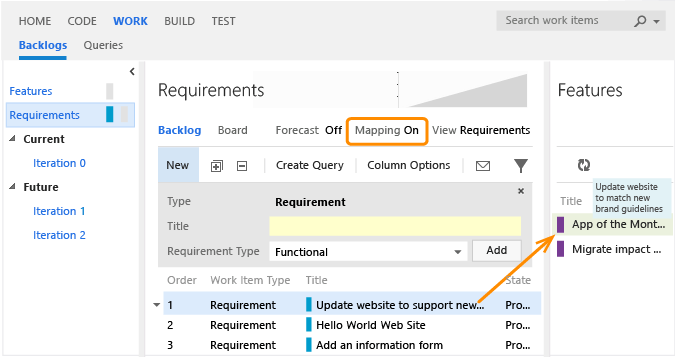 HOME CODE WORK BUILD TEST
Search work items
Backlogs Queries
Features
Requirements
Current
Iteration 0
Future
Iteration 1
Iteration 2
Requirements
Backlog Board Forecast Off Mapping On View Requirements
New Create Query Column Options
Type Requirement
Title
Requirement Type Functional Add
Order Work Item Type Title State
1 Requirement Update website to support new... Pro...
2 Requirement Hello World Web Site Pro...
3 Requirement Add an information form Pro...
Features
Update website
to match new
brand guidelines
Title
App of the Mont...
Migrate impact ...